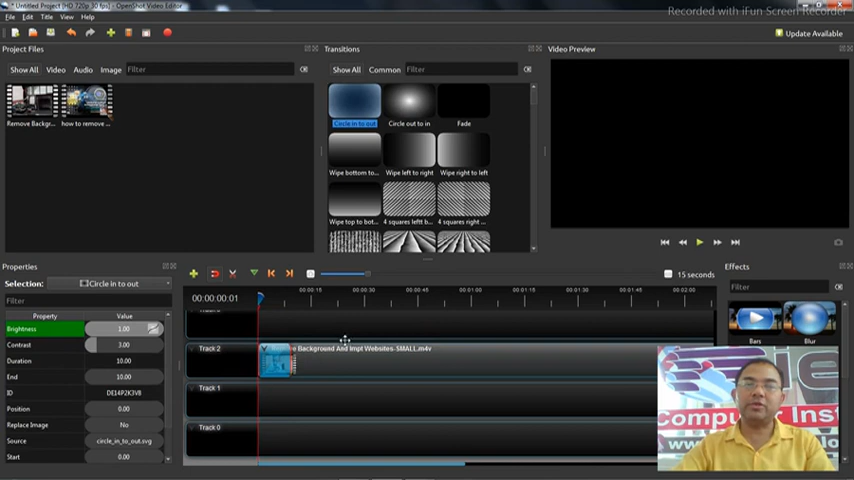 * Untitled Project [HD 720p 30 fps] - OpenShot Video Editor
Recorded with iFun Screen Recorder
File Edit Title View Help
Update Available
Project Files
Transitions
Video Preview
Show All Video Audio Image Filter
Show All Common Filter
Remove Backgr...
how to remove ...
Circle in to out
Circle out to in
Fade
Wipe bottom to...
Wipe left to right
Wipe right to left
Wipe top to bot...
4 squares leftt b...
4 squares right ...
Properties
Selection: Circle in to out
Filter
Property Value
Brightness 1.00
Contrast 3.00
Duration 10.00
End 10.00
ID DE14P2K3V8
Position 0.00
Replace Image No
Source circle_in_to_out.svg
Start 0.00
15 seconds
00:00:00:01
00:00:15
00:00:30
00:00:45
00:01:00
00:01:15
00:01:30
00:01:45
00:02:00
Track 2
Background And Impt Websites-SMALL.m4v
Track 1
Track 0
Effects
Filter
Bars
Blur
Computer Inst